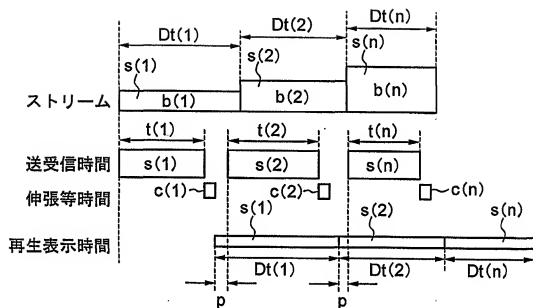 Dt(1) Dt(2) Dt(n)
s(1) s(2) s(n)
ストリーム b(1) b(2) b(n)
t(1) t(2) t(n)
送受信時間 s(1) s(2) s(n)
伸張等時間 c(1) c(2) c(n)
s(1) s(2) s(n)
再生表示時間
Dt(1) Dt(2) Dt(n)
p p